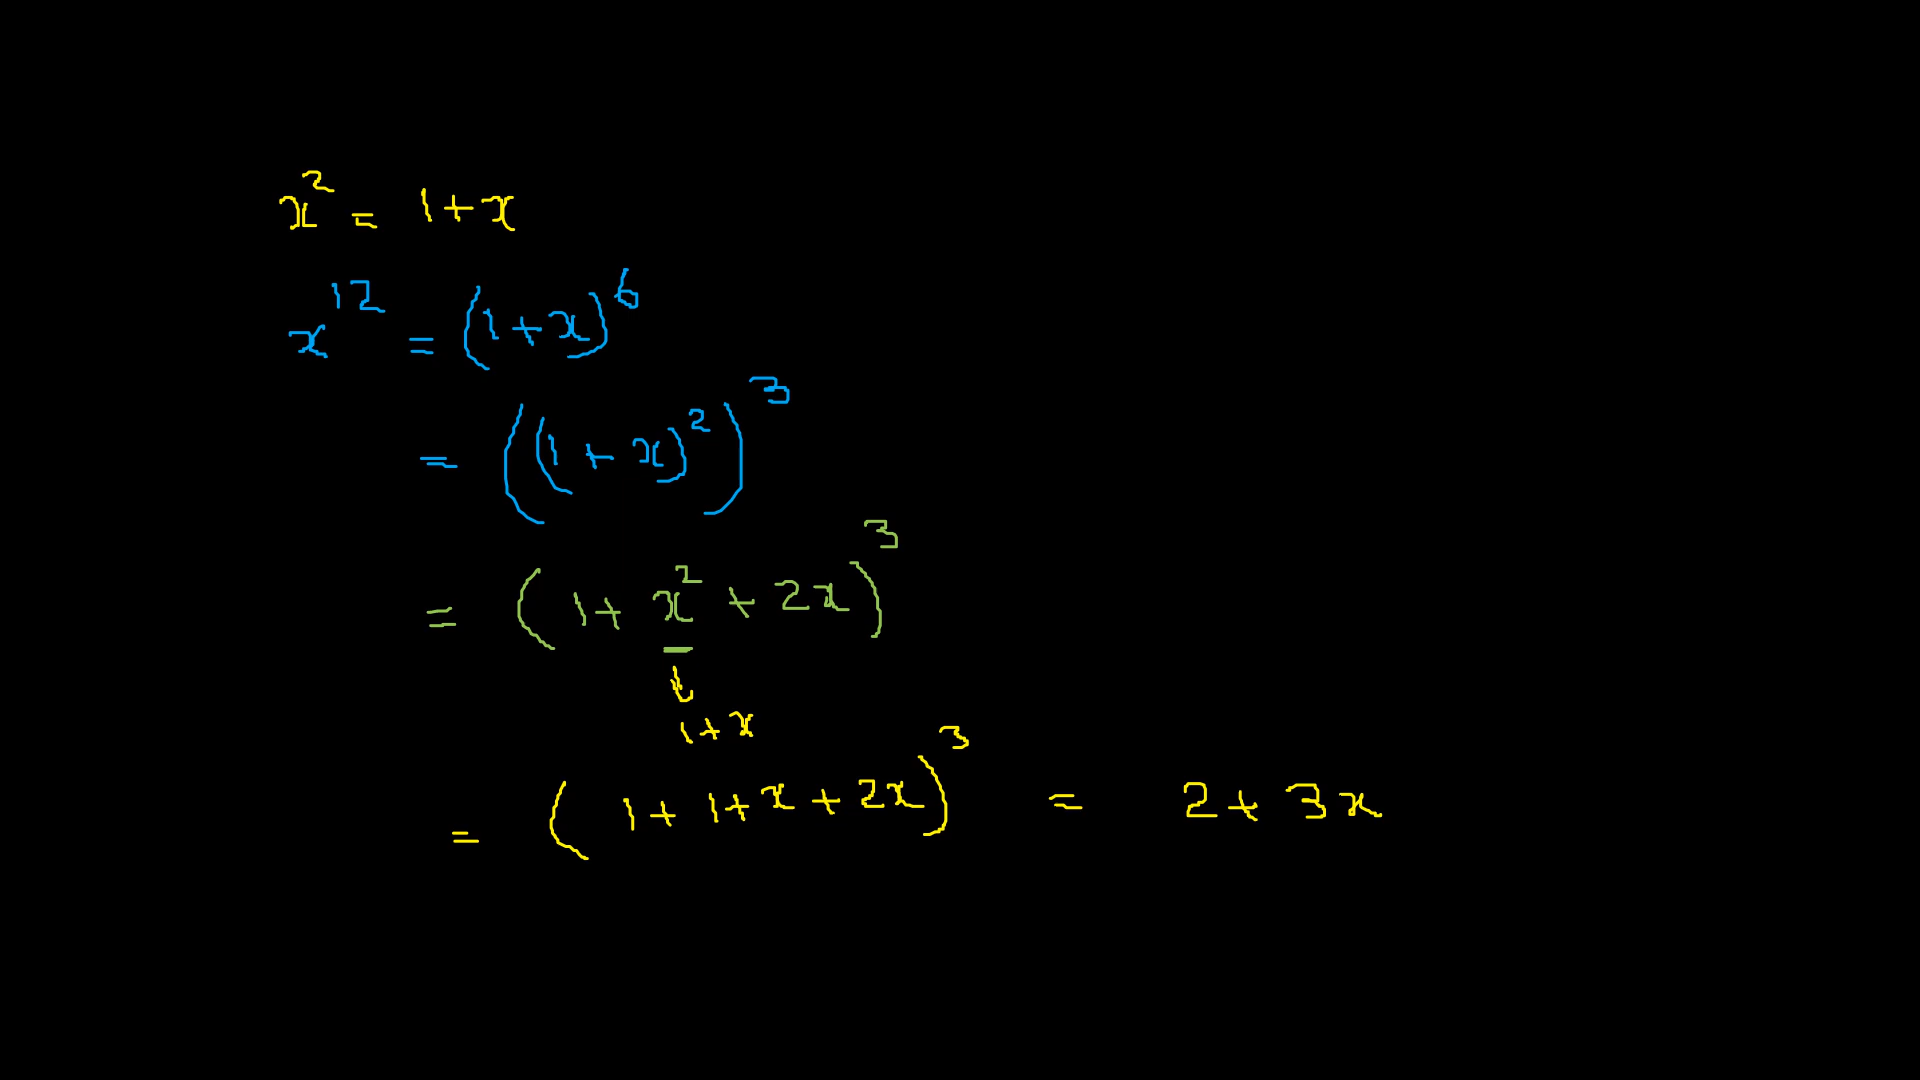 x² = 1+x
x¹² = (1+x)⁶
= ((1+x)²)³
= (1+x²+2x)³
1+x
= (1+1+x+2x)³ = 2+3x